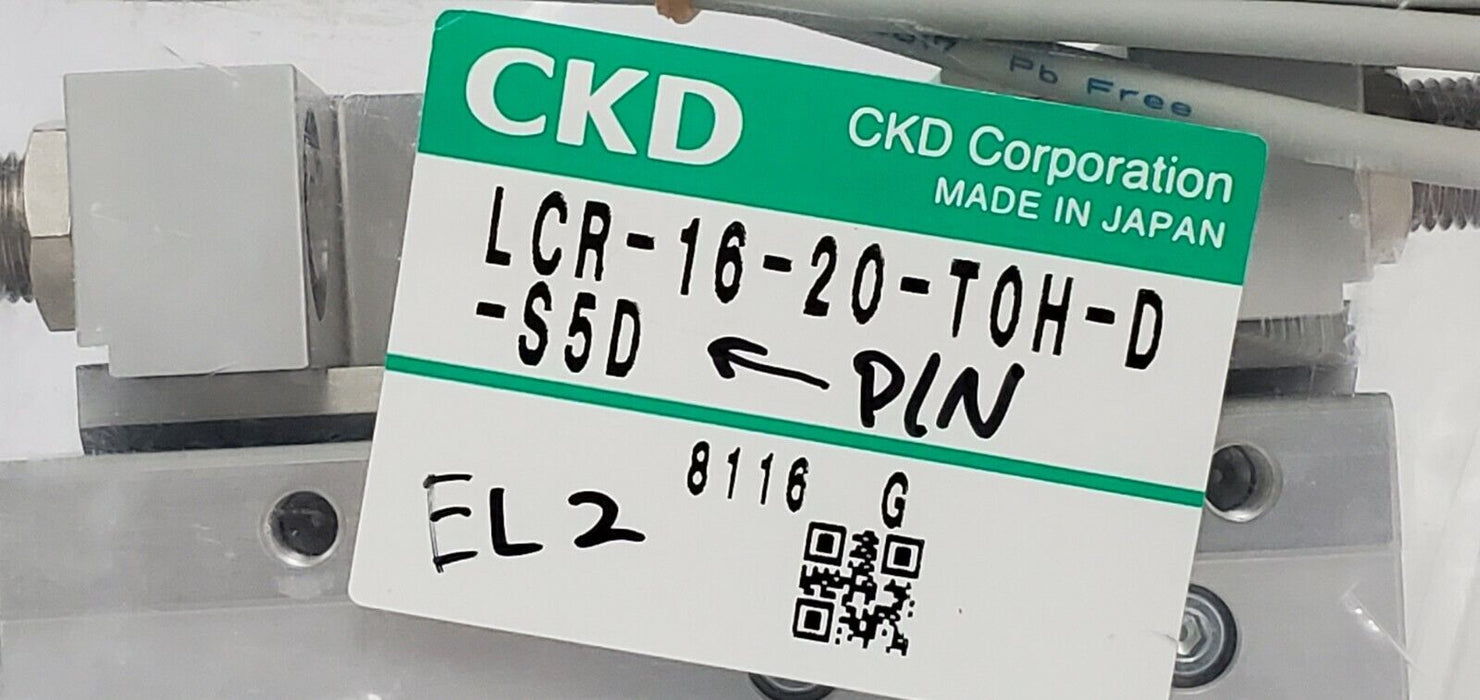 Pb Free
CKD
CKD Corporation
MADE IN JAPAN
LCR-16-20-T0H-D
-S5D ← P/N
8116 G
EL2